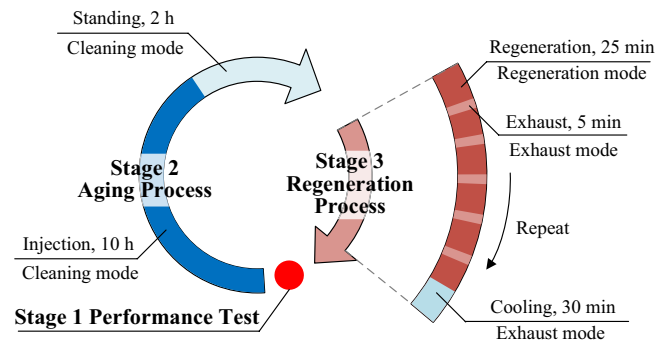 Standing, 2 h
Cleaning mode
Stage 2
Aging Process
Injection, 10 h
Cleaning mode
Stage 1 Performance Test
Stage 3
Regeneration
Process
Regeneration, 25 min
Regeneration mode
Exhaust, 5 min
Exhaust mode
Repeat
Cooling, 30 min
Exhaust mode